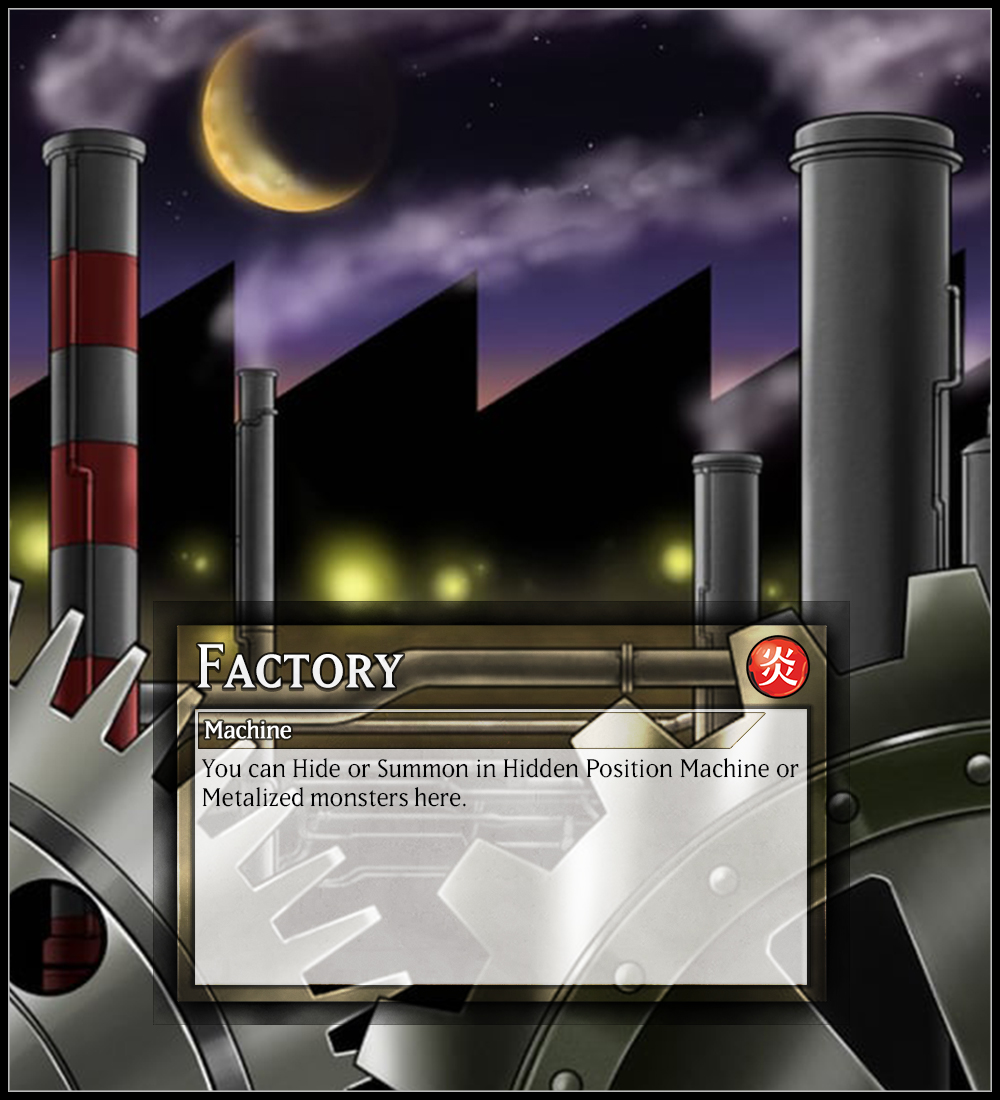 Factory
炎
Machine
You can Hide or Summon in Hidden Position Machine or
Metalized monsters here.